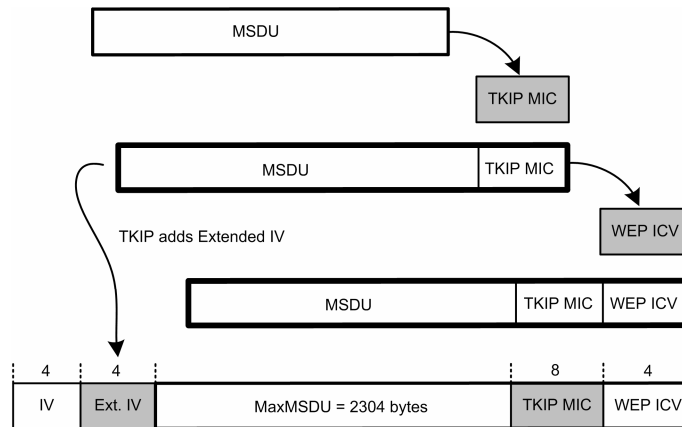 MSDU
TKIP MIC
MSDU TKIP MIC
TKIP adds Extended IV
WEP ICV
MSDU TKIP MIC WEP ICV
4 4 8 4
IV Ext. IV MaxMSDU = 2304 bytes TKIP MIC WEP ICV